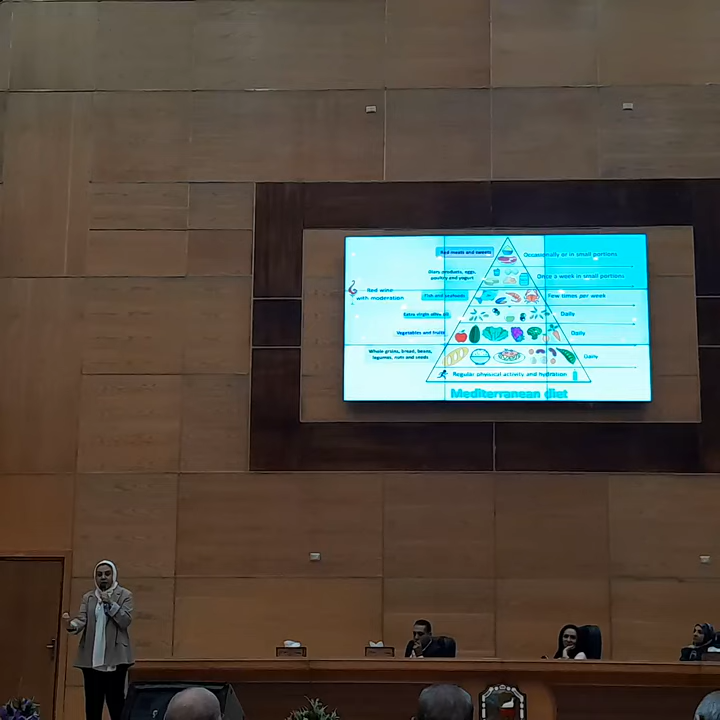 Red meats and sweets
Occasionally or in small portions
Diary products, eggs,
poultry and yogurt
Once a week in small portions
Red wine
with moderation
Fish and seafoods
Few times per week
Extra virgin olive oil
Daily
Vegetables and fruits
Daily
Whole grains, bread, beans,
legumes, nuts and seeds
Daily
Regular physical activity and hydration
Mediterranean diet